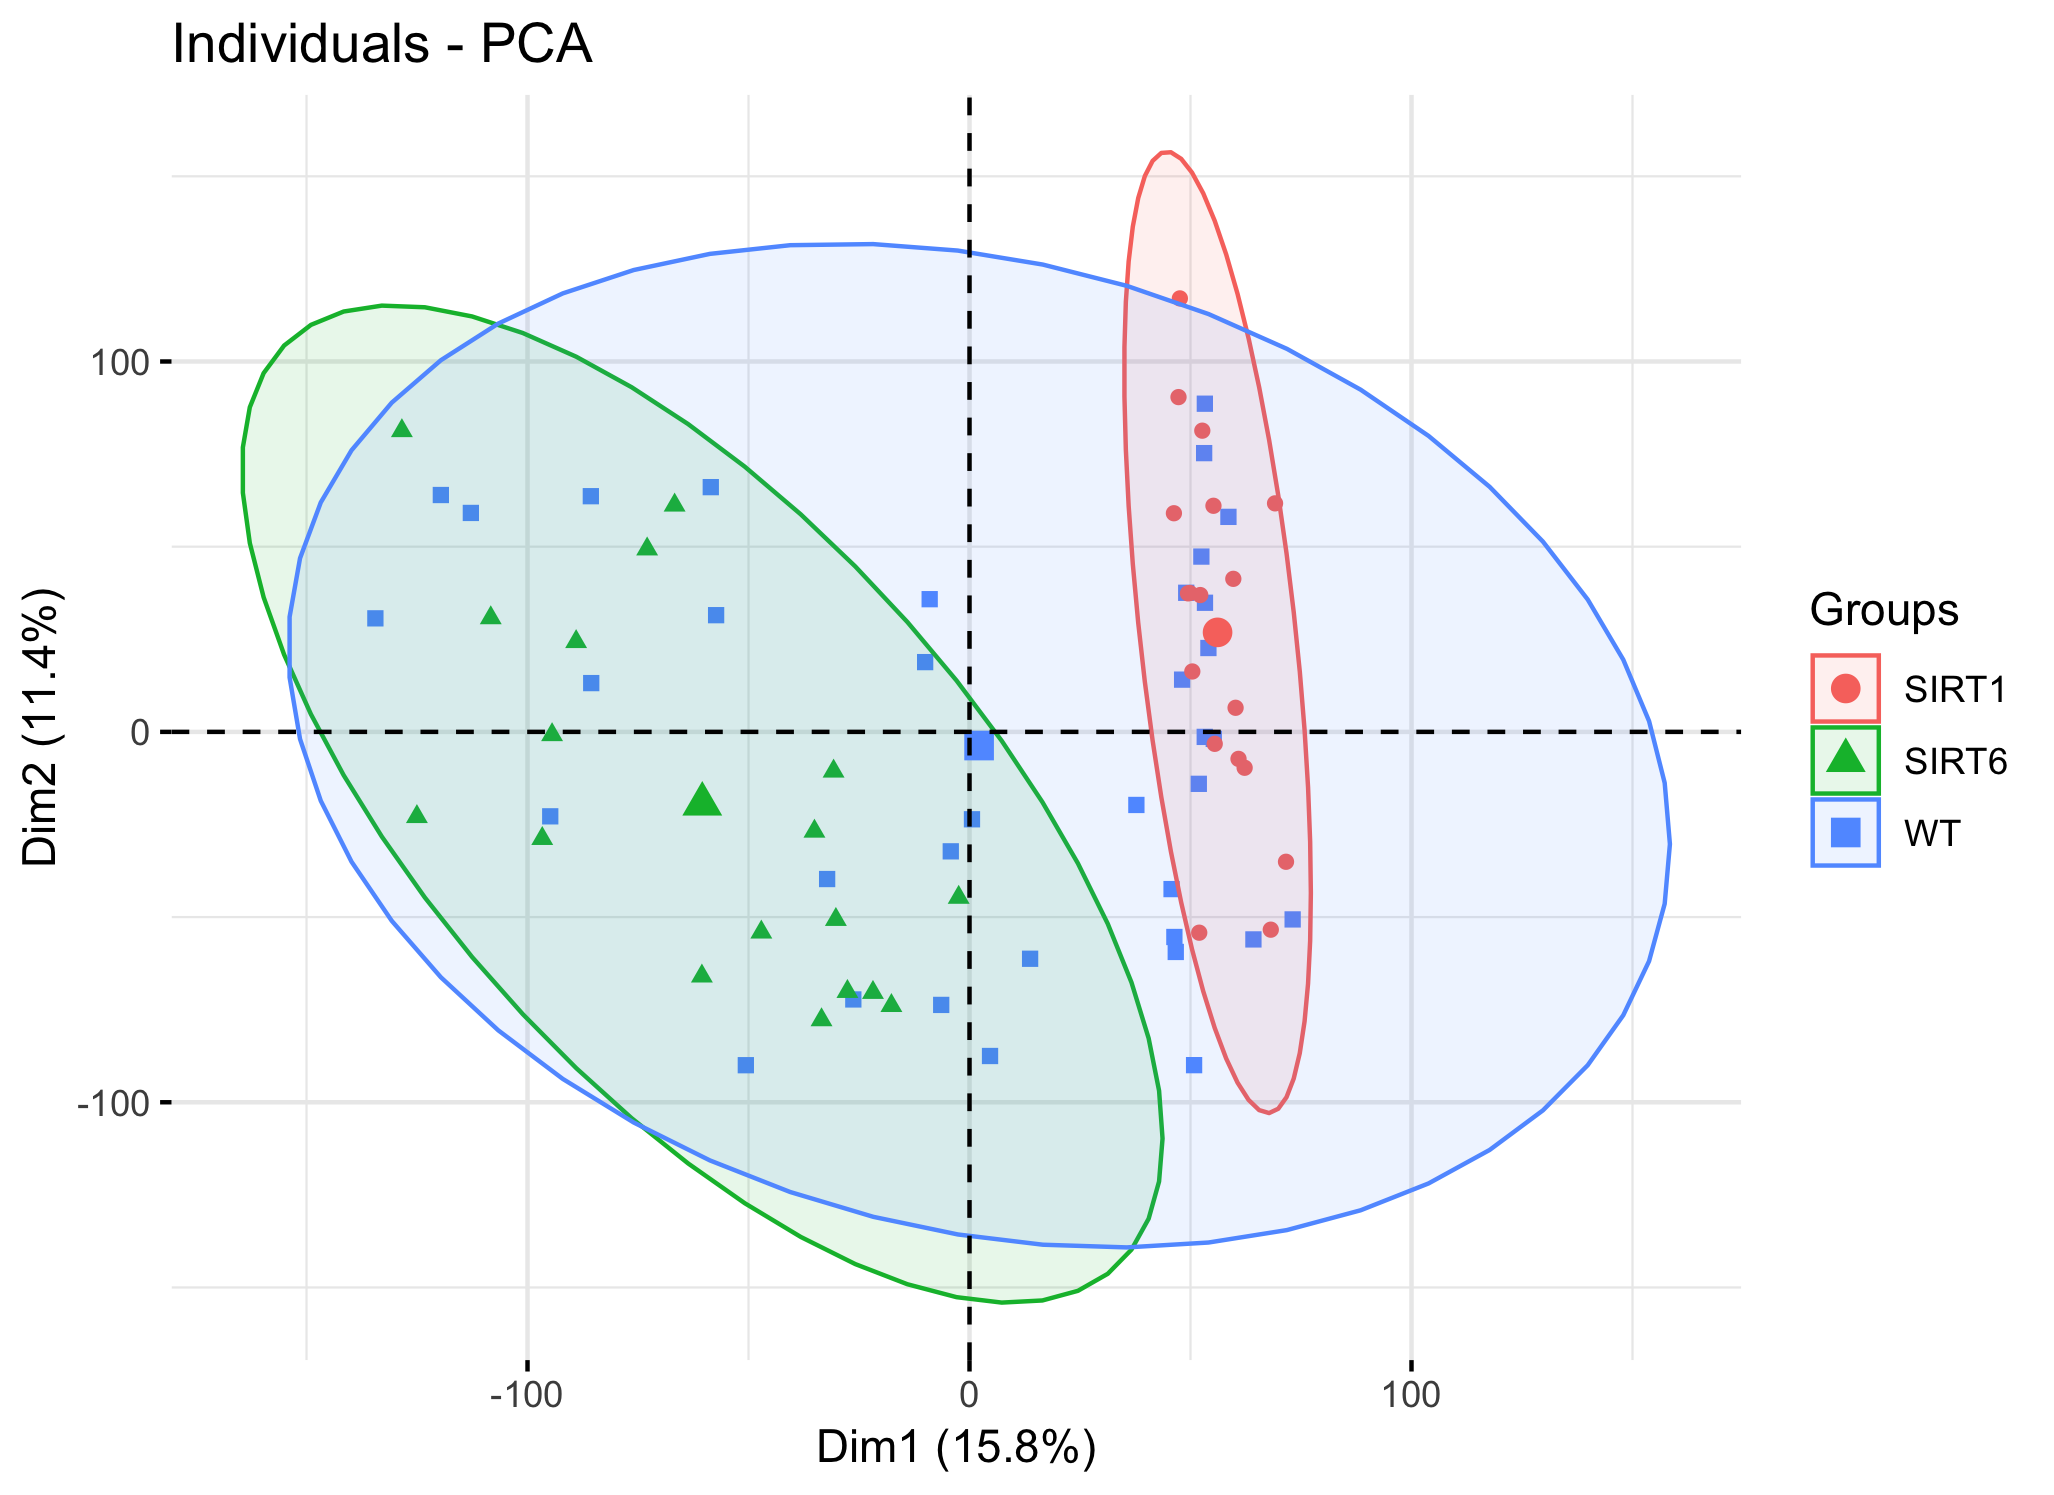 Individuals - PCA
Dim2 (11.4%)
100
0
-100
-100
0
100
Dim1 (15.8%)
Groups
SIRT1
SIRT6
WT